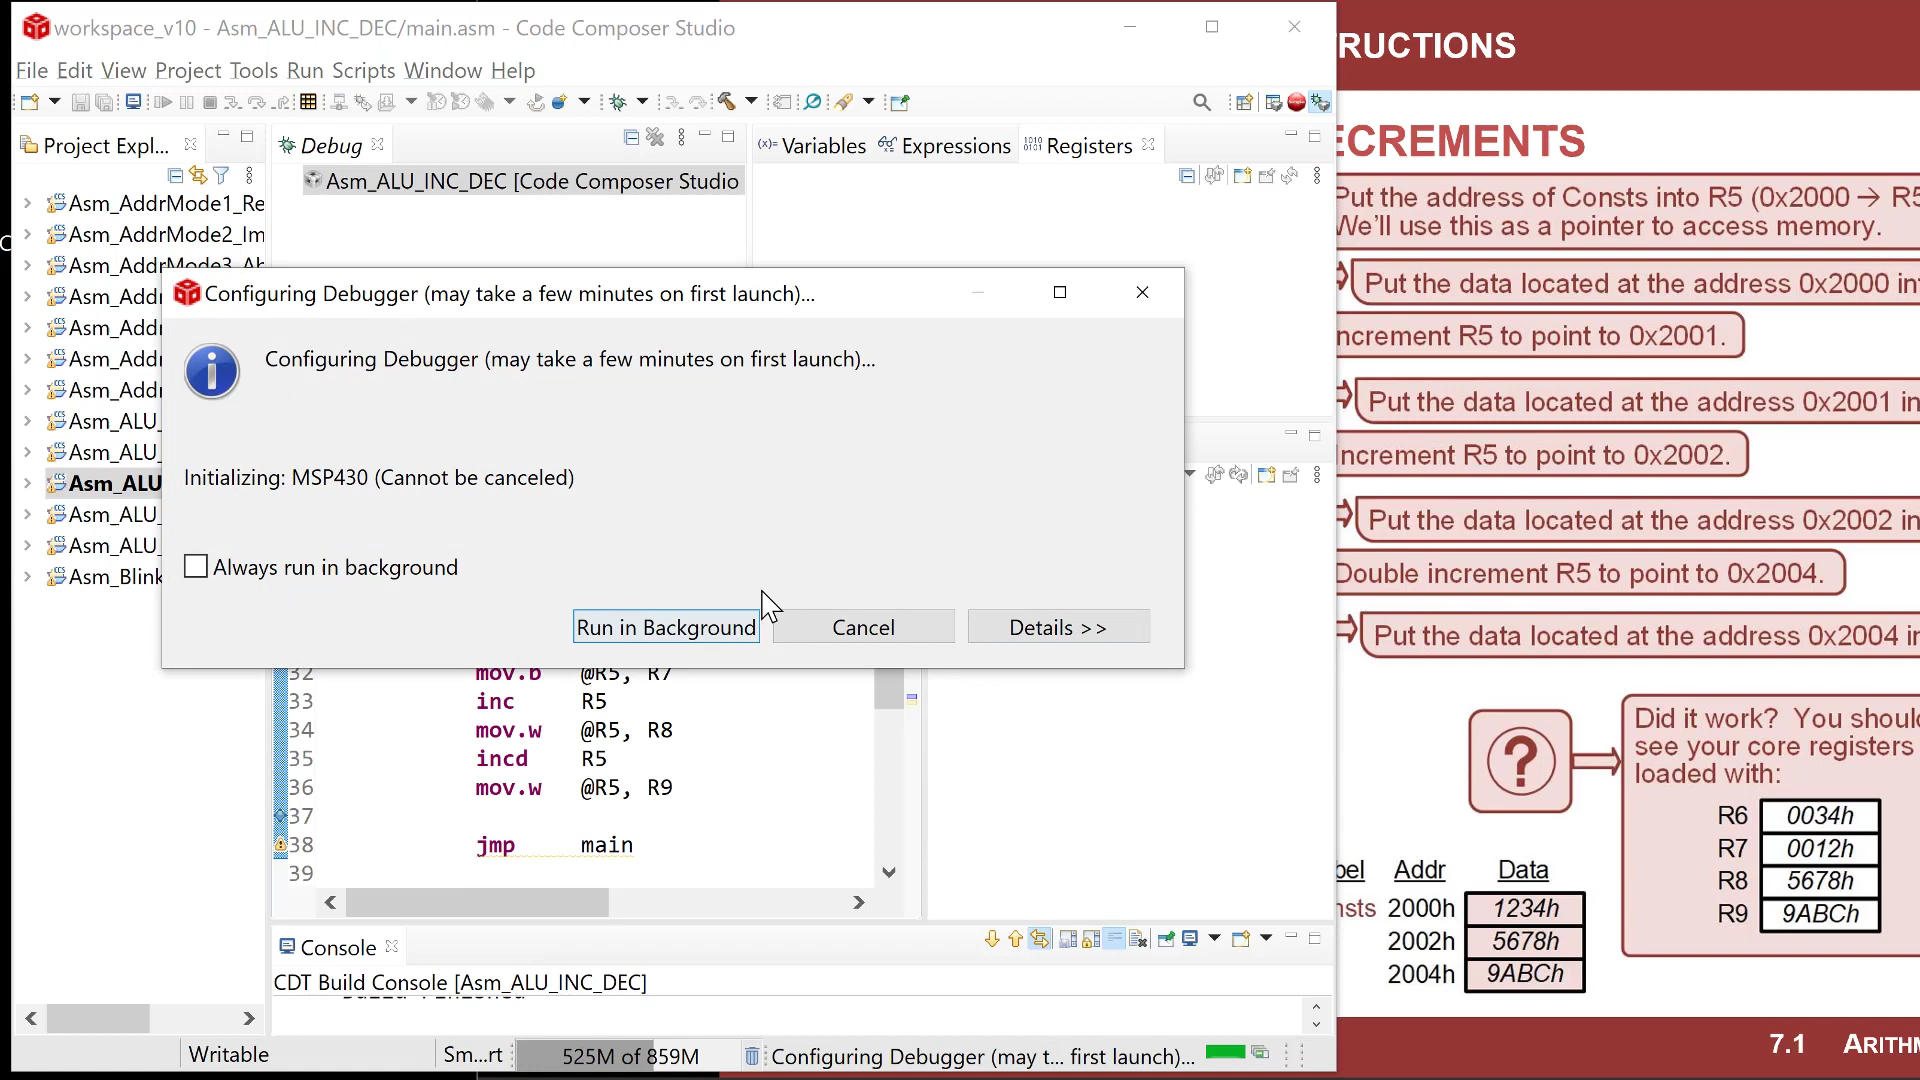 workspace_v10 - Asm_ALU_INC_DEC/main.asm - Code Composer Studio
File Edit View Project Tools Run Scripts Window Help
Project Expl...
Asm_AddrMode1_Re
Asm_AddrMode2_Im
Asm_AddrMode3_Ab
Asm_Addr
Asm_Addr
Asm_Addr
Asm_Addr
Asm_ALU_
Asm_ALU_
Asm_ALU
Asm_ALU_
Asm_ALU_
Asm_Blink
Debug
Asm_ALU_INC_DEC [Code Composer Studio
(x)= Variables
Expressions
Registers
Configuring Debugger (may take a few minutes on first launch)...
Configuring Debugger (may take a few minutes on first launch)...
Initializing: MSP430 (Cannot be canceled)
Always run in background
Run in Background
Cancel
Details >>
32 mov.b @R5, R7
33 inc R5
34 mov.w @R5, R8
35 incd R5
36 mov.w @R5, R9
37
38 jmp main
39
Console
CDT Build Console [Asm_ALU_INC_DEC]
Writable
Sm...rt
525M of 859M
Configuring Debugger (may t... first launch)...
RUCTIONS
ECREMENTS
Put the address of Consts into R5 (0x2000 → R5
We'll use this as a pointer to access memory.
Put the data located at the address 0x2000 in
ncrement R5 to point to 0x2001.
Put the data located at the address 0x2001 in
ncrement R5 to point to 0x2002.
Put the data located at the address 0x2002 in
Double increment R5 to point to 0x2004.
Put the data located at the address 0x2004 in
?
Did it work? You shoul
see your core registers
loaded with:
R6 0034h
R7 0012h
R8 5678h
R9 9ABCh
bel Addr Data
nsts 2000h 1234h
2002h 5678h
2004h 9ABCh
7.1 ARITHM